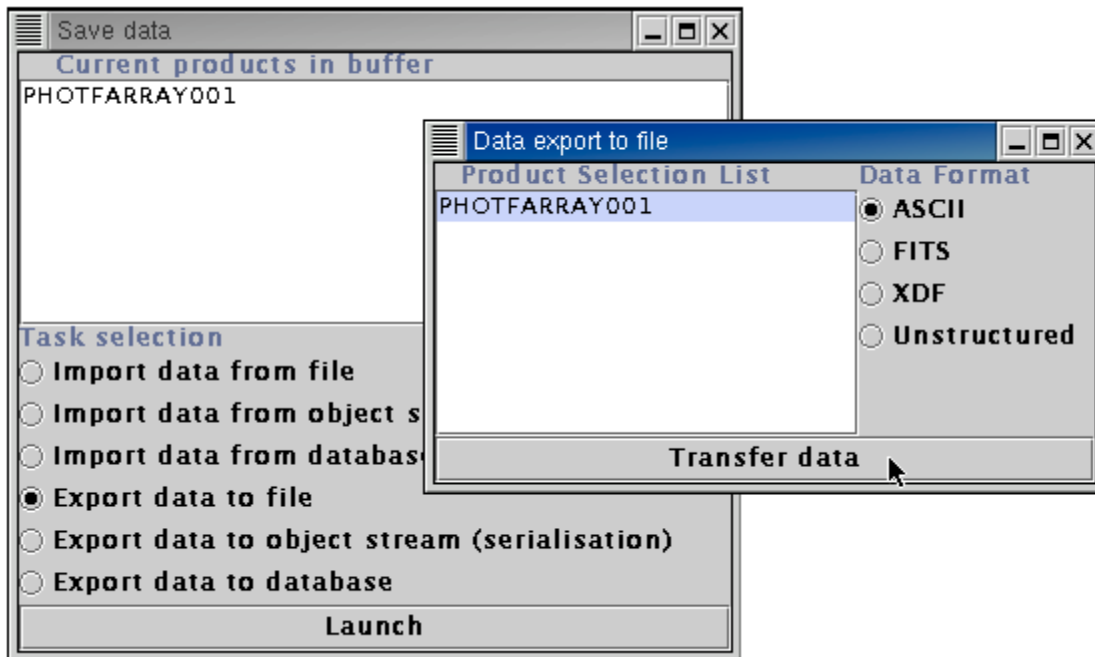 Save data
Current products in buffer
PHOTFARRAY001
Task selection
Import data from file
Import data from object s
Import data from databas
Export data to file
Export data to object stream (serialisation)
Export data to database
Launch
Data export to file
Product Selection List
PHOTFARRAY001
Data Format
ASCII
FITS
XDF
Unstructured
Transfer data